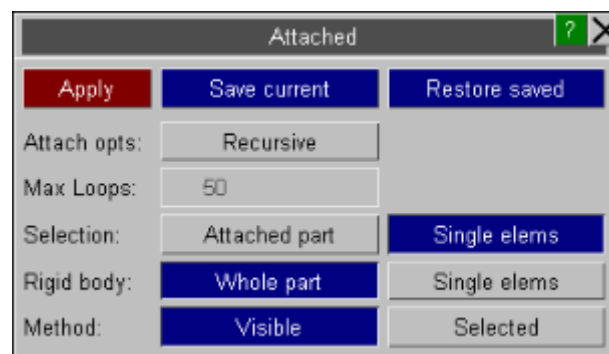 Attached ?
Apply Save current Restore saved
Attach opts: Recursive
Max Loops: 50
Selection: Attached part Single elems
Rigid body: Whole part Single elems
Method: Visible Selected